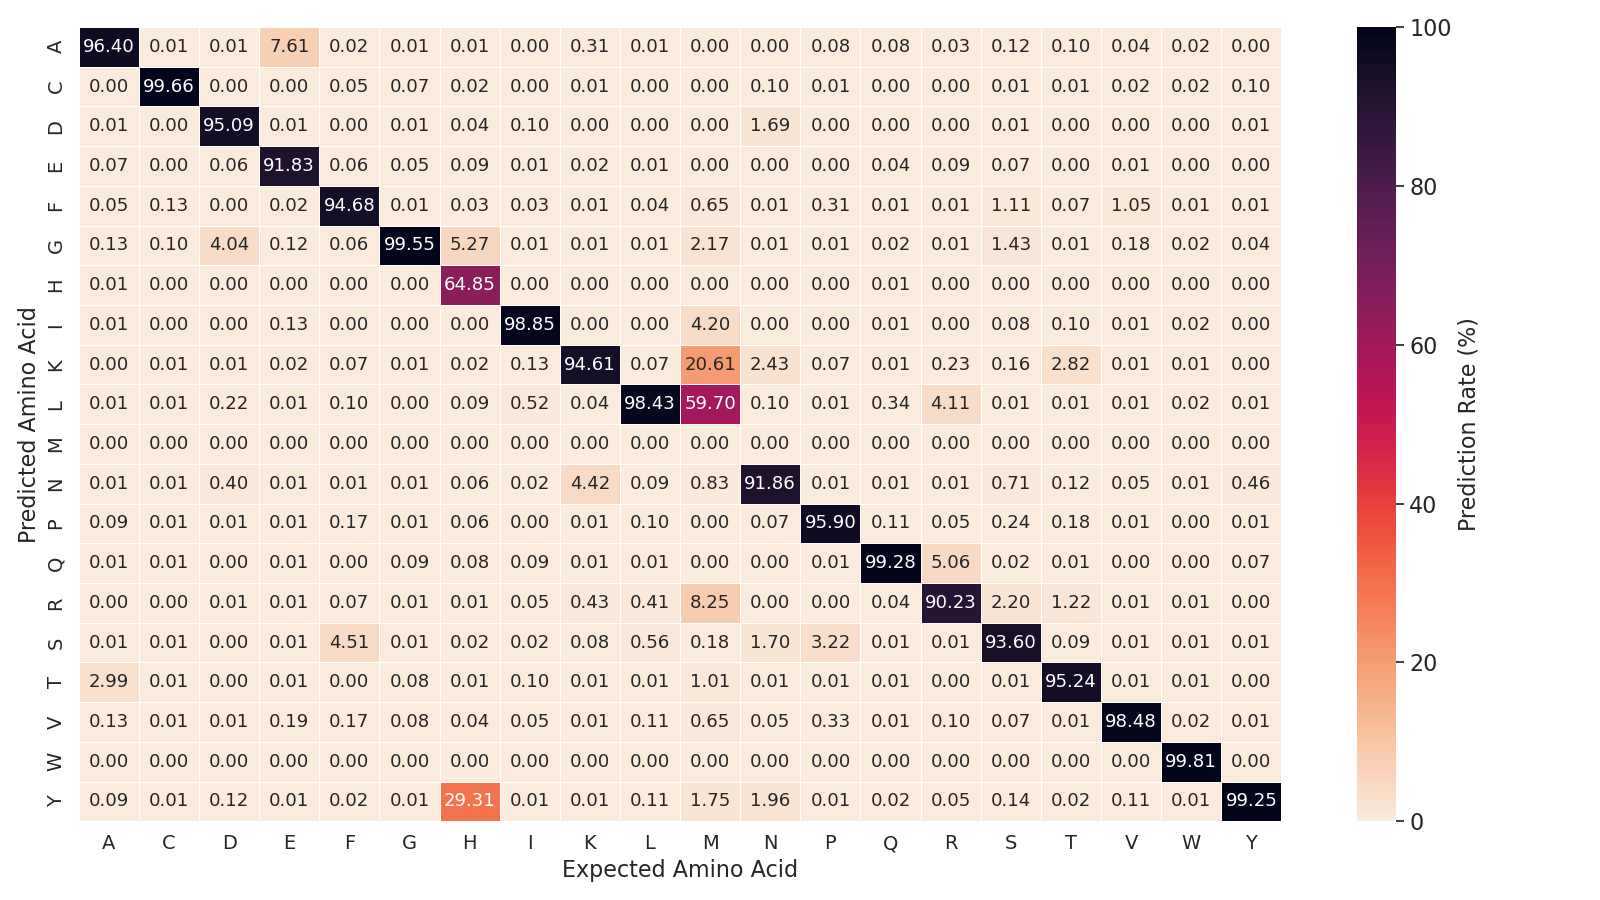 A 96.40 0.01 0.01 7.61 0.02 0.01 0.01 0.00 0.31 0.01 0.00 0.00 0.08 0.08 0.03 0.12 0.10 0.04 0.02 0.00
C 0.00 99.66 0.00 0.00 0.05 0.07 0.02 0.00 0.01 0.00 0.00 0.10 0.01 0.00 0.00 0.01 0.01 0.02 0.02 0.10
D 0.01 0.00 95.09 0.01 0.00 0.01 0.04 0.10 0.00 0.00 0.00 1.69 0.00 0.00 0.00 0.01 0.00 0.00 0.00 0.01
E 0.07 0.00 0.06 91.83 0.06 0.05 0.09 0.01 0.02 0.01 0.00 0.00 0.00 0.04 0.09 0.07 0.00 0.01 0.00 0.00
F 0.05 0.13 0.00 0.02 94.68 0.01 0.03 0.03 0.01 0.04 0.65 0.01 0.31 0.01 0.01 1.11 0.07 1.05 0.01 0.01
G 0.13 0.10 4.04 0.12 0.06 99.55 5.27 0.01 0.01 0.01 2.17 0.01 0.01 0.02 0.01 1.43 0.01 0.18 0.02 0.04
H 0.01 0.00 0.00 0.00 0.00 0.00 64.85 0.00 0.00 0.00 0.00 0.00 0.00 0.01 0.00 0.00 0.00 0.00 0.00 0.00
I 0.01 0.00 0.00 0.13 0.00 0.00 0.00 98.85 0.00 0.00 4.20 0.00 0.00 0.01 0.00 0.08 0.10 0.01 0.02 0.00
K 0.00 0.01 0.01 0.02 0.07 0.01 0.02 0.13 94.61 0.07 20.61 2.43 0.07 0.01 0.23 0.16 2.82 0.01 0.01 0.00
L 0.01 0.01 0.22 0.01 0.10 0.00 0.09 0.52 0.04 98.43 59.70 0.10 0.01 0.34 4.11 0.01 0.01 0.01 0.02 0.01
M 0.00 0.00 0.00 0.00 0.00 0.00 0.00 0.00 0.00 0.00 0.00 0.00 0.00 0.00 0.00 0.00 0.00 0.00 0.00 0.00
N 0.01 0.01 0.40 0.01 0.01 0.01 0.06 0.02 4.42 0.09 0.83 91.86 0.01 0.01 0.01 0.71 0.12 0.05 0.01 0.46
P 0.09 0.01 0.01 0.01 0.17 0.01 0.06 0.00 0.01 0.10 0.00 0.07 95.90 0.11 0.05 0.24 0.18 0.01 0.00 0.01
Q 0.01 0.01 0.00 0.01 0.00 0.09 0.08 0.09 0.01 0.01 0.00 0.00 0.01 99.28 5.06 0.02 0.01 0.00 0.00 0.07
R 0.00 0.00 0.01 0.01 0.07 0.01 0.01 0.05 0.43 0.41 8.25 0.00 0.00 0.04 90.23 2.20 1.22 0.01 0.01 0.00
S 0.01 0.01 0.00 0.01 4.51 0.01 0.02 0.02 0.08 0.56 0.18 1.70 3.22 0.01 0.01 93.60 0.09 0.01 0.01 0.01
T 2.99 0.01 0.00 0.01 0.00 0.08 0.01 0.10 0.01 0.01 1.01 0.01 0.01 0.01 0.00 0.01 95.24 0.01 0.01 0.00
V 0.13 0.01 0.01 0.19 0.17 0.08 0.04 0.05 0.01 0.11 0.65 0.05 0.33 0.01 0.10 0.07 0.01 98.48 0.02 0.01
W 0.00 0.00 0.00 0.00 0.00 0.00 0.00 0.00 0.00 0.00 0.00 0.00 0.00 0.00 0.00 0.00 0.00 0.00 99.81 0.00
Y 0.09 0.01 0.12 0.01 0.02 0.01 29.31 0.01 0.01 0.11 1.75 1.96 0.01 0.02 0.05 0.14 0.02 0.11 0.01 99.25
A C D E F G H I K L M N P Q R S T V W Y
Expected Amino Acid
Predicted Amino Acid
100
80
60
40
20
0
Prediction Rate (%)